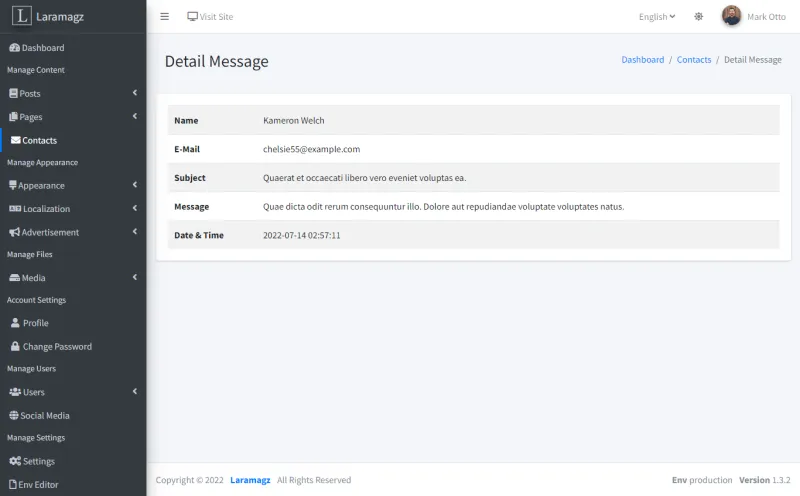 L Laramagz
Visit Site
English
Mark Otto
Dashboard
Manage Content
Posts
Pages
Contacts
Manage Appearance
Appearance
Localization
Advertisement
Manage Files
Media
Account Settings
Profile
Change Password
Manage Users
Users
Social Media
Manage Settings
Settings
Env Editor
Detail Message
Dashboard / Contacts / Detail Message
Name Kameron Welch
E-Mail chelsie55@example.com
Subject Quaerat et occaecati libero vero eveniet voluptas ea.
Message Quae dicta odit rerum consequuntur illo. Dolore aut repudiandae voluptate voluptates natus.
Date & Time 2022-07-14 02:57:11
Copyright © 2022 Laramagz All Rights Reserved
Env production Version 1.3.2